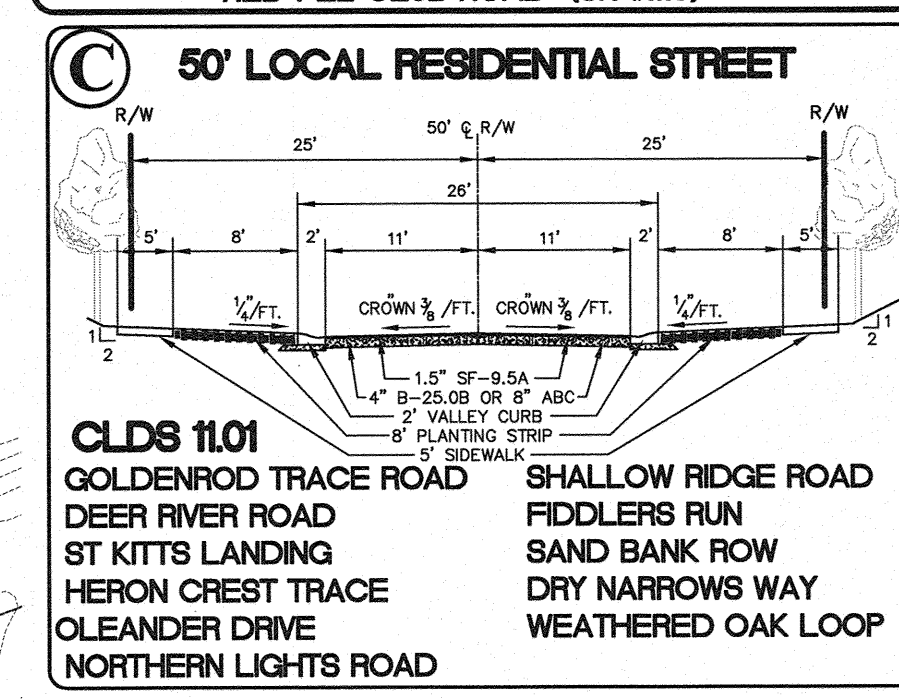 C
50' LOCAL RESIDENTIAL STREET
R/W
50' ℄ R/W
R/W
25'
25'
26'
5'
8'
2'
11'
11'
2'
8'
5'
1/4"/FT.
CROWN 3/8"/FT.
CROWN 3/8"/FT.
1/4"/FT.
1
2
1
2
1.5" SF-9.5A
4" B-25.0B OR 8" ABC
2' VALLEY CURB
8' PLANTING STRIP
5' SIDEWALK
CLDS 11.01
GOLDENROD TRACE ROAD
DEER RIVER ROAD
ST KITTS LANDING
HERON CREST TRACE
OLEANDER DRIVE
NORTHERN LIGHTS ROAD
SHALLOW RIDGE ROAD
FIDDLERS RUN
SAND BANK ROW
DRY NARROWS WAY
WEATHERED OAK LOOP